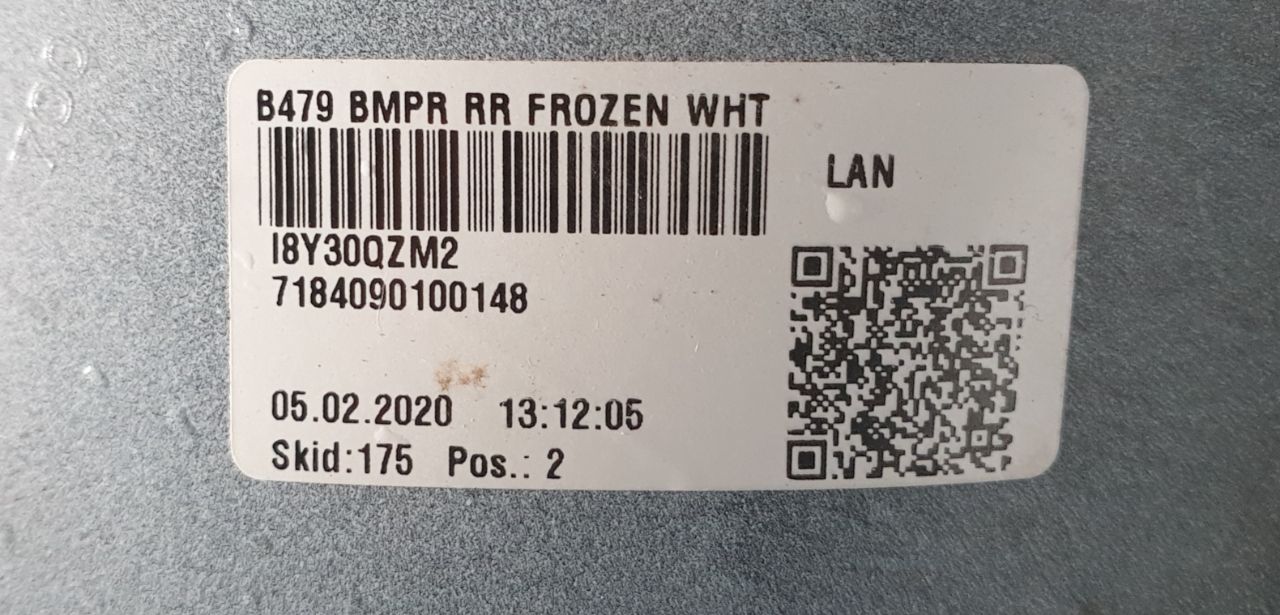 B479 BMPR RR FROZEN WHT
LAN
I8Y30QZM2
7184090100148
05.02.2020 13:12:05
Skid:175 Pos.: 2